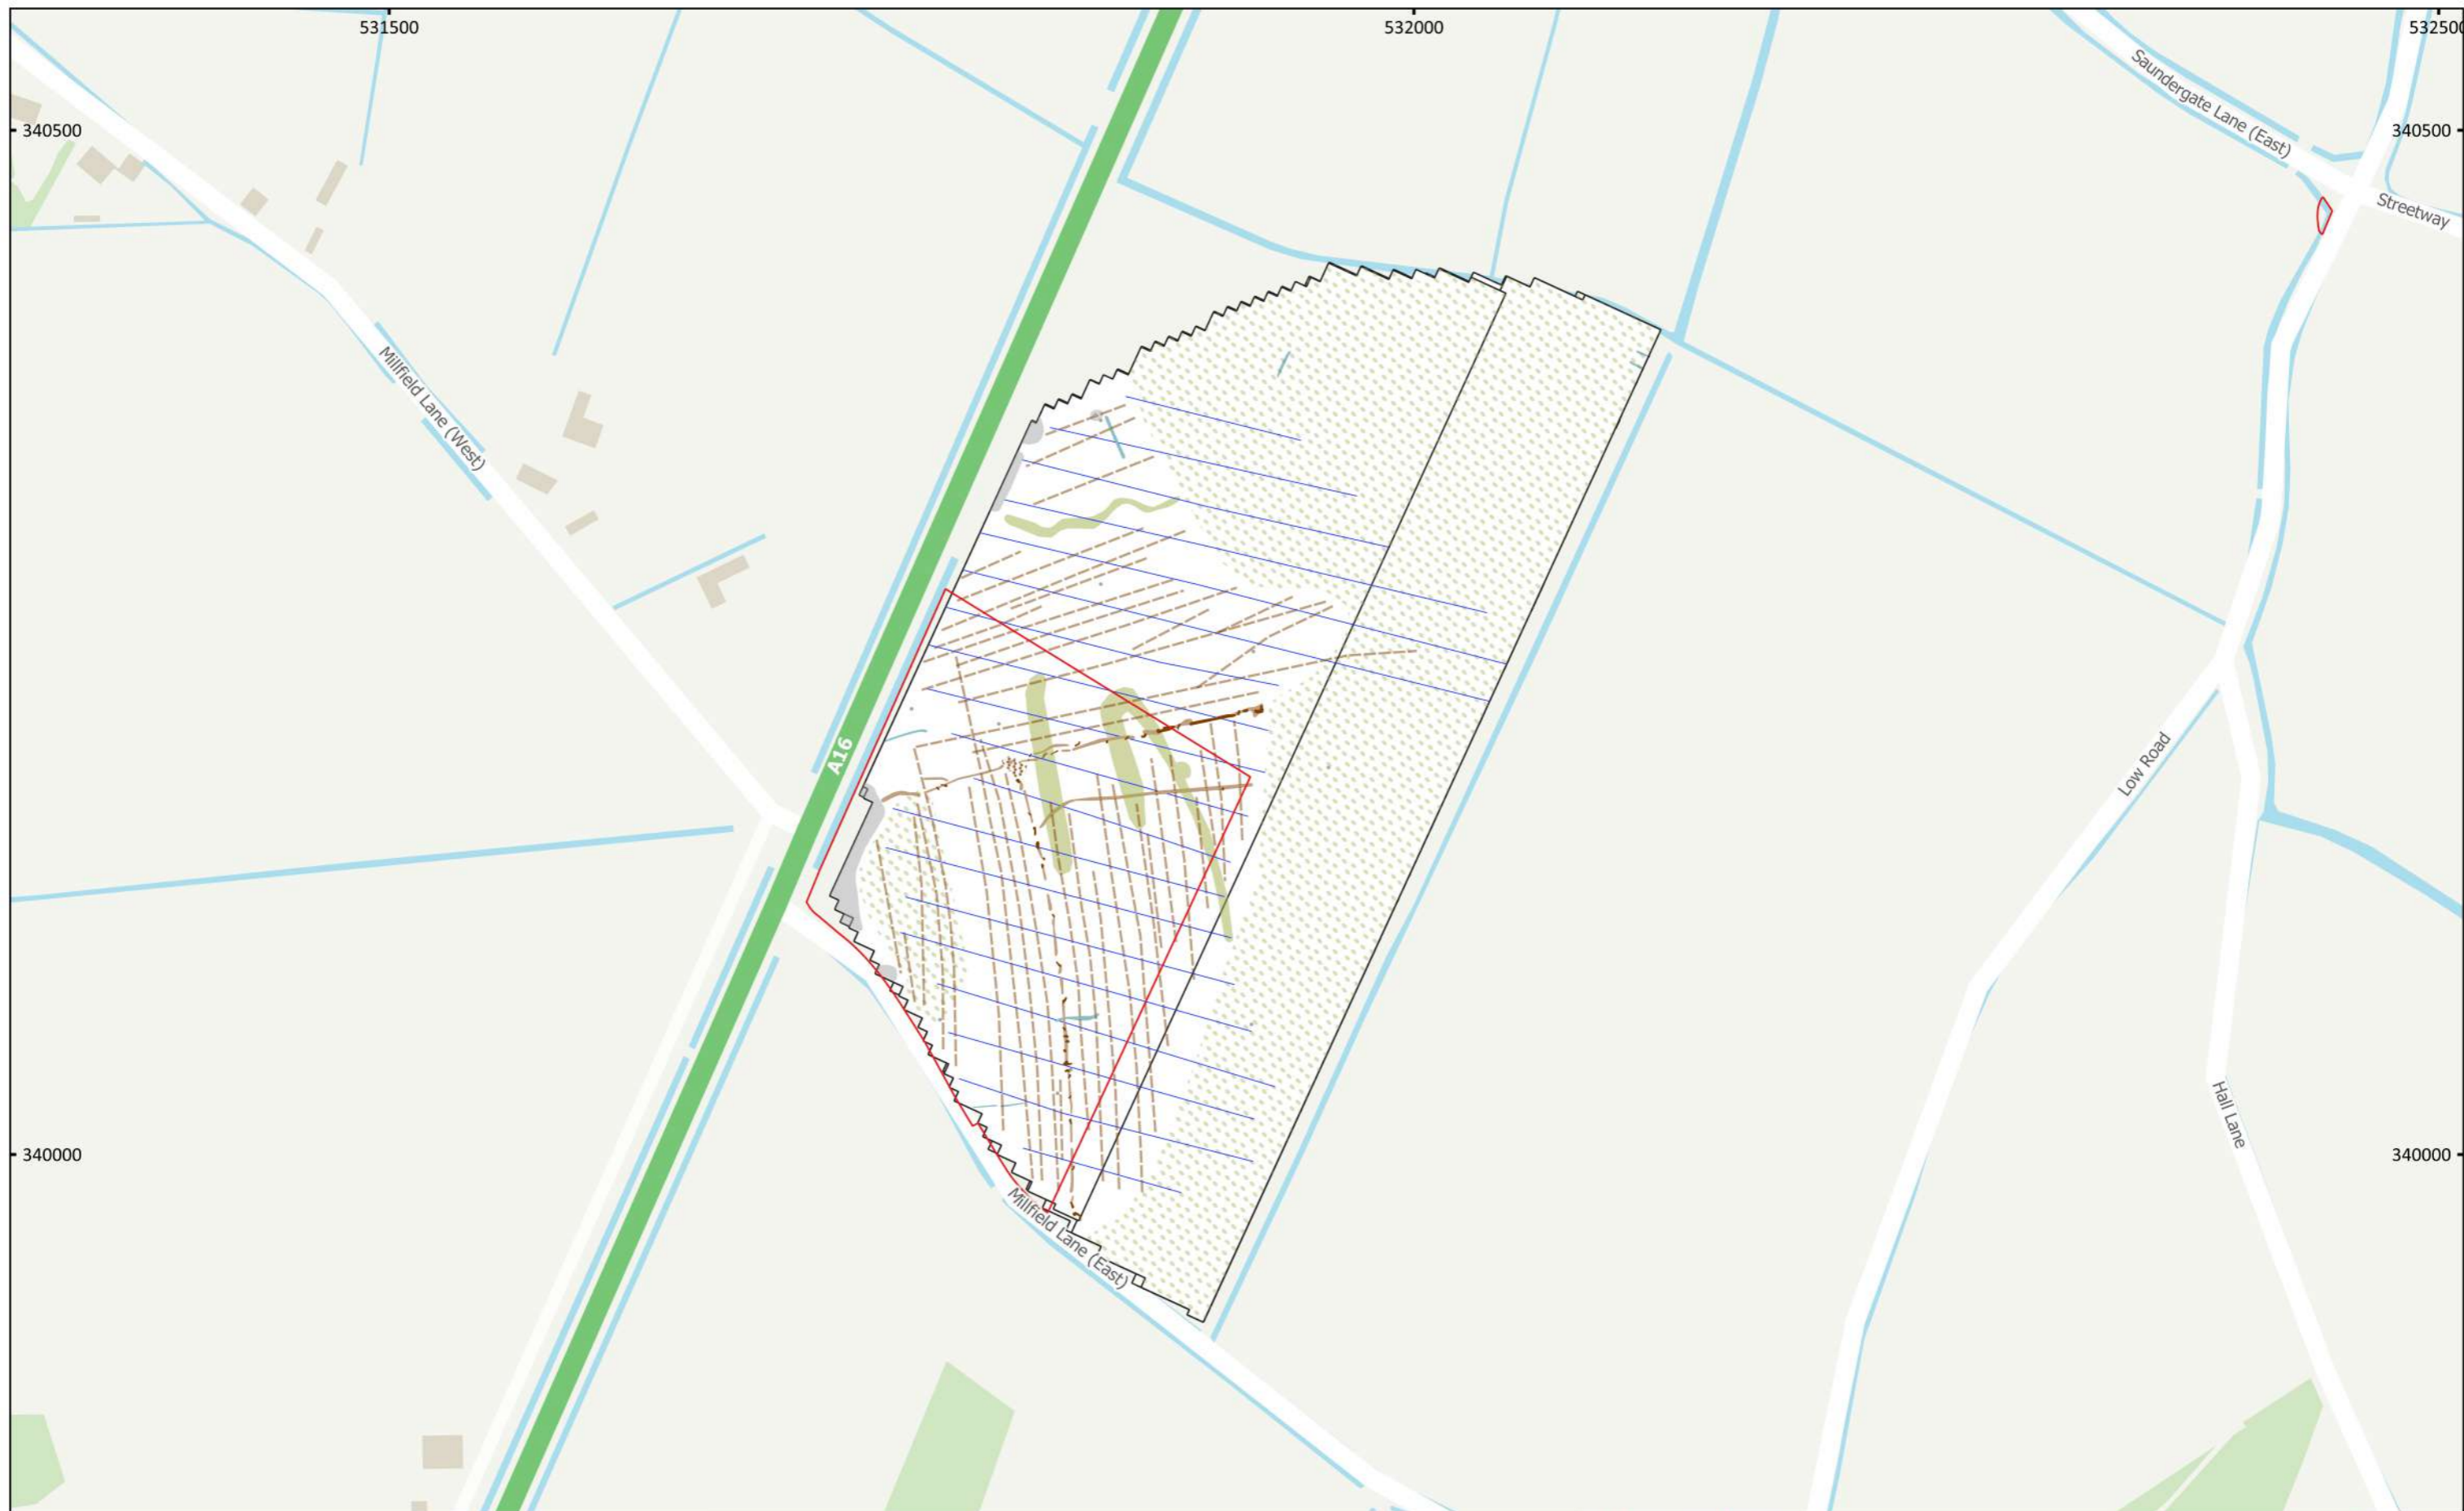 531500
532000
532500
Saundergate Lane (East)
340500
340500
Streetway
Millfield Lane (West)
A16
Low Road
Hall Lane
340000
340000
Millfield Lane (East)